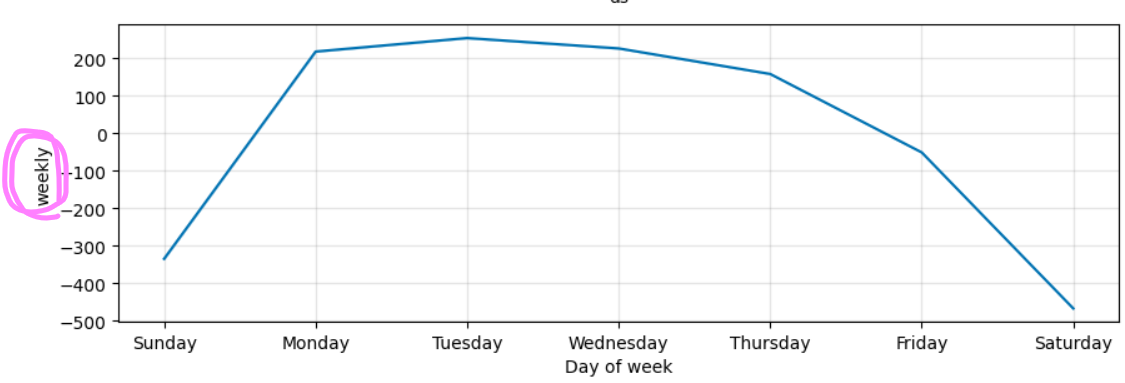 ds
200
100
0
−100
−200
−300
−400
−500
weekly
Sunday Monday Tuesday Wednesday Thursday Friday Saturday
Day of week